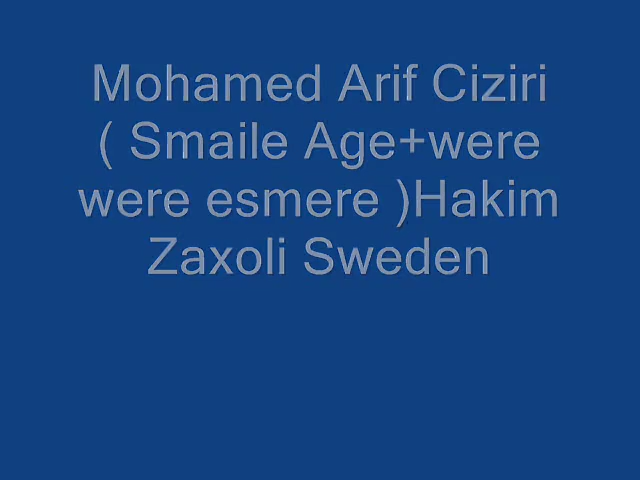 Mohamed Arif Ciziri
( Smaile Age+were
were esmere )Hakim
Zaxoli Sweden